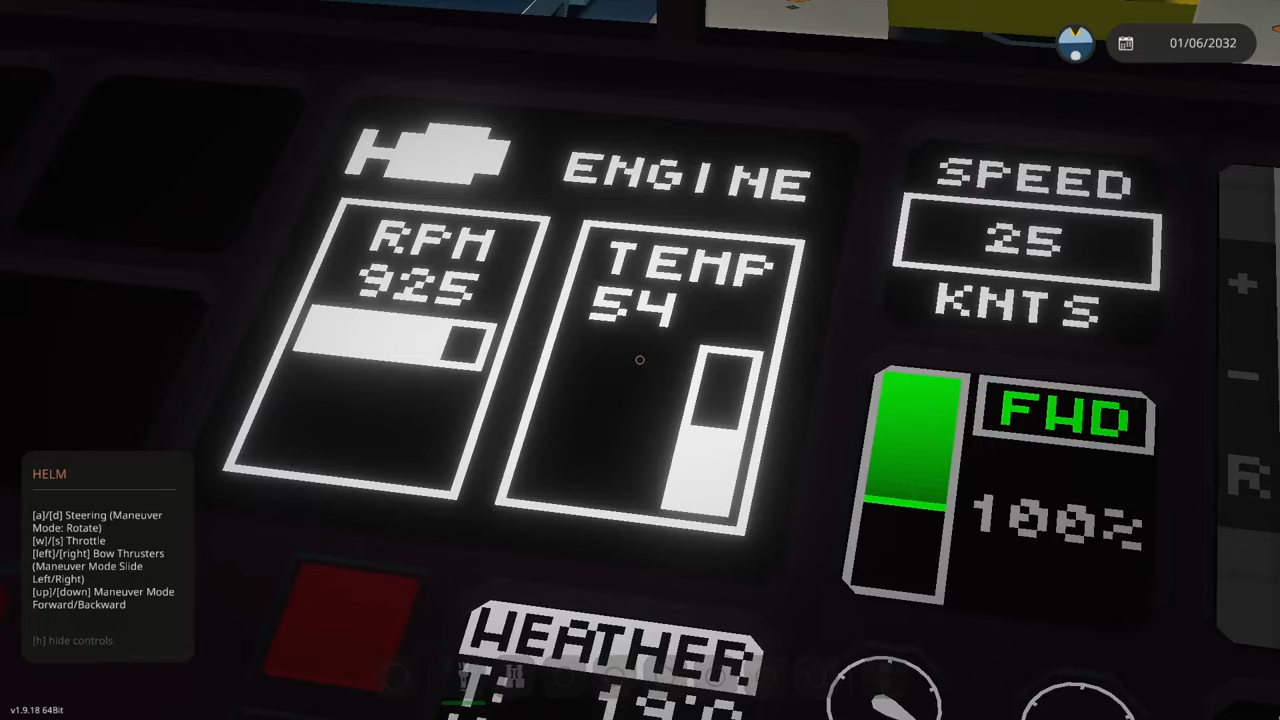 01/06/2032
ENGINE
RPM
925
TEMP
54
SPEED
25
KNTS
FWD
100%
+
-
R
HELM
[a]/[d] Steering (Maneuver
Mode: Rotate)
[w]/[s] Throttle
[left]/[right] Bow Thrusters
(Maneuver Mode Slide
Left/Right)
[up]/[down] Maneuver Mode
Forward/Backward
[h] hide controls
WEATHER
v1.9.18 64Bit